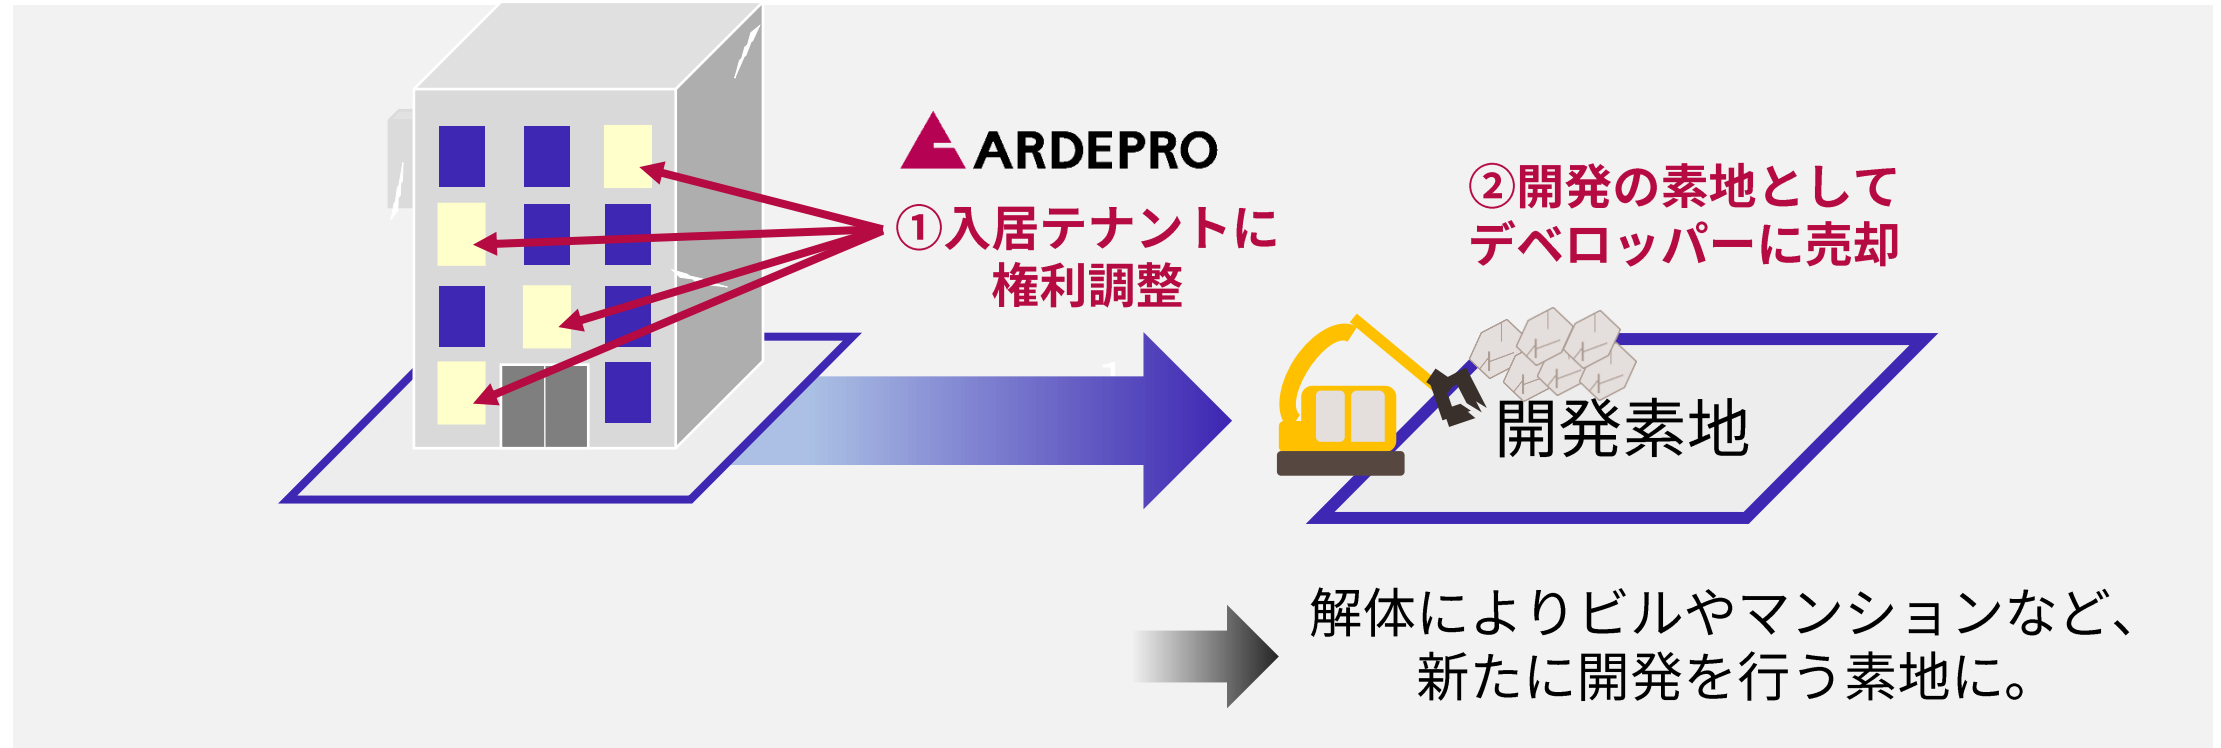 ARDEPRO
①入居テナントに
権利調整
②開発の素地として
デベロッパーに売却
1
開発素地
解体によりビルやマンションなど、
新たに開発を行う素地に。